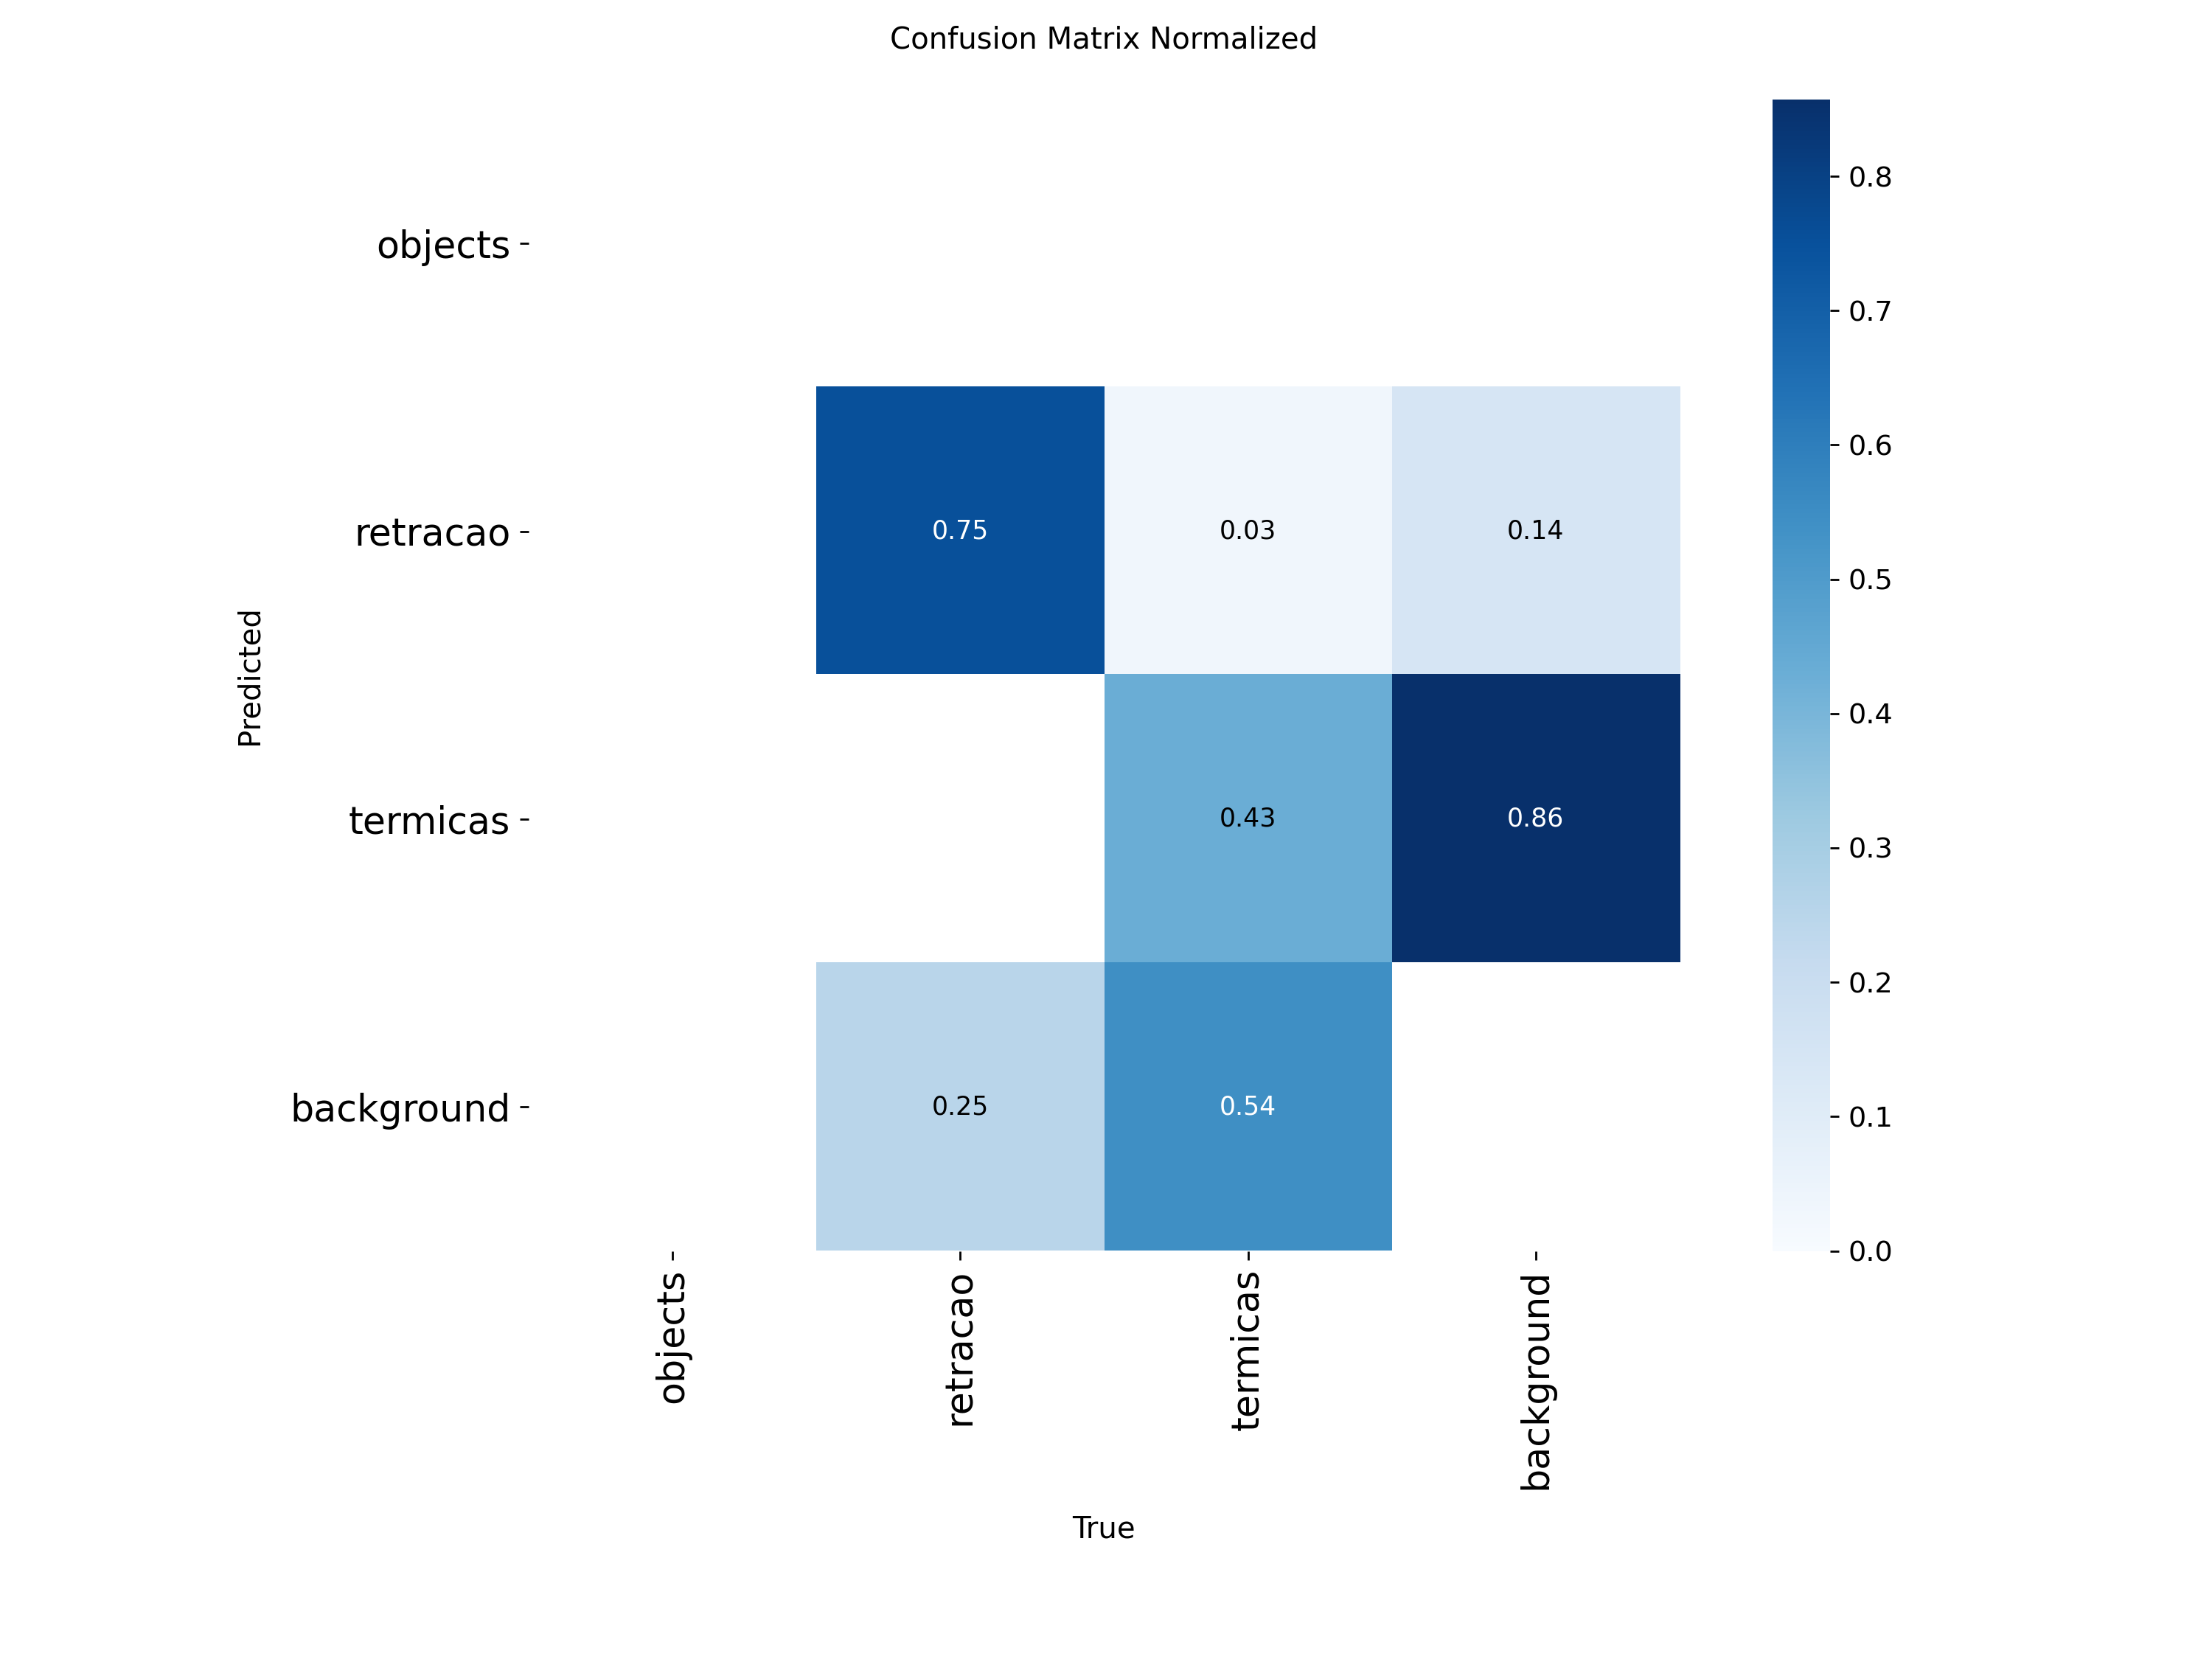 Confusion Matrix Normalized
objects
retracao
termicas
background
Predicted
0.75
0.03
0.14
0.43
0.86
0.25
0.54
0.8
0.7
0.6
0.5
0.4
0.3
0.2
0.1
0.0
objects
retracao
termicas
background
True